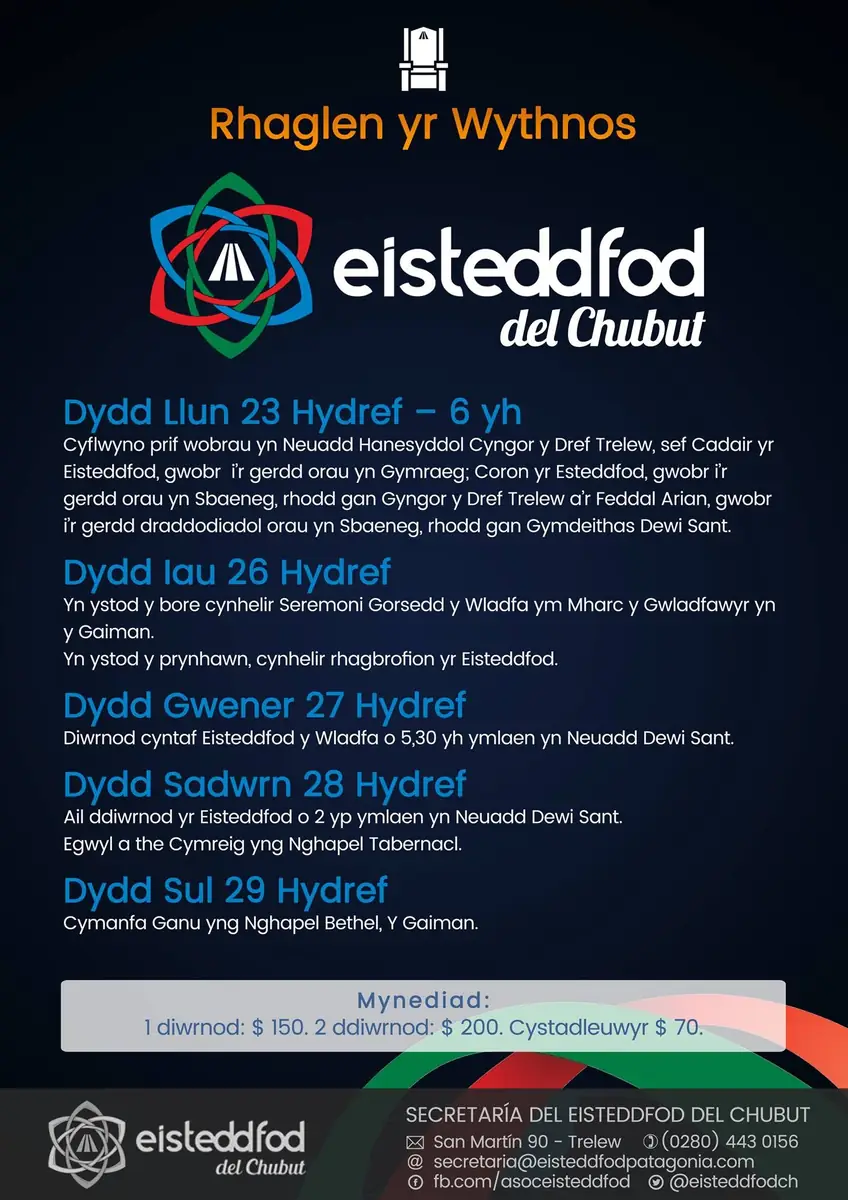 Rhaglen yr Wythnos
eisteddfod
del Chubut
Dydd Llun 23 Hydref – 6 yh
Cyflwyno prif wobrau yn Neuadd Hanesyddol Cyngor y Dref Trelew, sef Cadair yr
Eisteddfod, gwobr i'r gerdd orau yn Gymraeg; Coron yr Esteddfod, gwobr i'r
gerdd orau yn Sbaeneg, rhodd gan Gyngor y Dref Trelew a'r Feddal Arian, gwobr
i'r gerdd draddodiadol orau yn Sbaeneg, rhodd gan Gymdeithas Dewi Sant.
Dydd Iau 26 Hydref
Yn ystod y bore cynhelir Seremoni Gorsedd y Wladfa ym Mharc y Gwladfawyr yn
y Gaiman.
Yn ystod y prynhawn, cynhelir rhagbrofion yr Eisteddfod.
Dydd Gwener 27 Hydref
Diwrnod cyntaf Eisteddfod y Wladfa o 5,30 yh ymlaen yn Neuadd Dewi Sant.
Dydd Sadwrn 28 Hydref
Ail ddiwrnod yr Eisteddfod o 2 yp ymlaen yn Neuadd Dewi Sant.
Egwyl a the Cymreig yng Nghapel Tabernacl.
Dydd Sul 29 Hydref
Cymanfa Ganu yng Nghapel Bethel, Y Gaiman.
Mynediad:
1 diwrnod: $ 150. 2 ddiwrnod: $ 200. Cystadleuwyr $ 70.
eisteddfod
del Chubut
SECRETARÍA DEL EISTEDDFOD DEL CHUBUT
San Martín 90 - Trelew (0280) 443 0156
@ secretaria@eisteddfodpatagonia.com
fb.com/asoceisteddfod @eisteddfodch